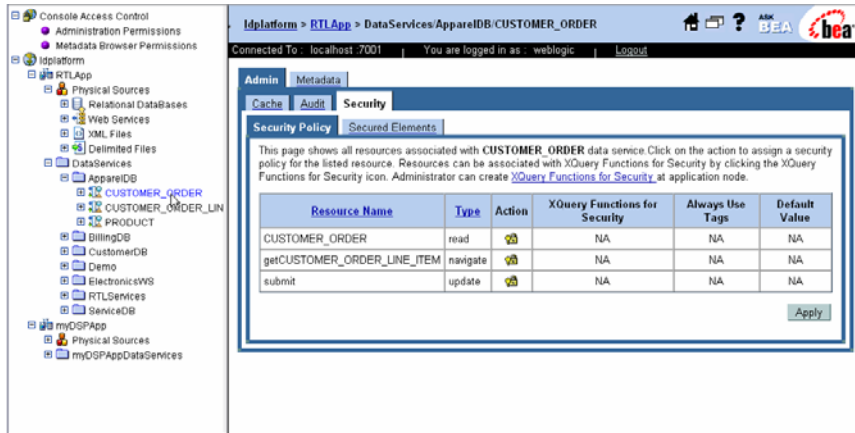 Console Access Control
Administration Permissions
Metadata Browser Permissions
ldplatform
RTLApp
Physical Sources
Relational DataBases
Web Services
XML Files
Delimited Files
DataServices
ApparelDB
CUSTOMER_ORDER
CUSTOMER_ORDER_LIN
PRODUCT
BillingDB
CustomerDB
Demo
ElectronicsWS
RTLServices
ServiceDB
myDSPApp
Physical Sources
myDSPAppDataServices
ldplatform > RTLApp > DataServices/ApparelDB/CUSTOMER_ORDER
? ASK BEA bea
Connected To : localhost :7001 | You are logged in as : weblogic | Logout
Admin Metadata
Cache Audit Security
Security Policy Secured Elements
This page shows all resources associated with CUSTOMER_ORDER data service.Click on the action to assign a security
policy for the listed resource. Resources can be associated with XQuery Functions for Security by clicking the XQuery
Functions for Security icon. Administrator can create XQuery Functions for Security at application node.
Resource Name Type Action XQuery Functions for Security Always Use Tags Default Value
CUSTOMER_ORDER read NA NA NA
getCUSTOMER_ORDER_LINE_ITEM navigate NA NA NA
submit update NA NA NA
Apply